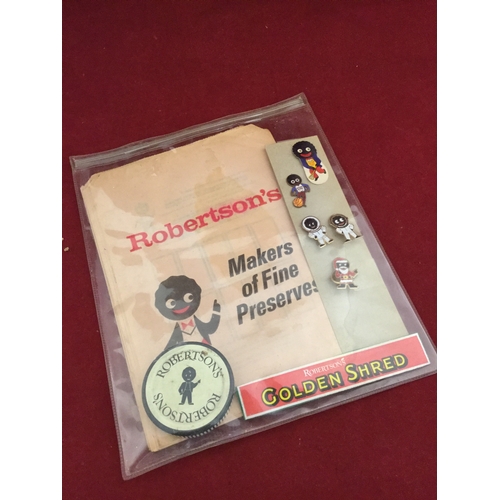 Robertson's
Makers
of Fine
Preserves
ROBERTSON'S
ROBERTSON'S
ROBERTSON'S
GOLDEN SHRED